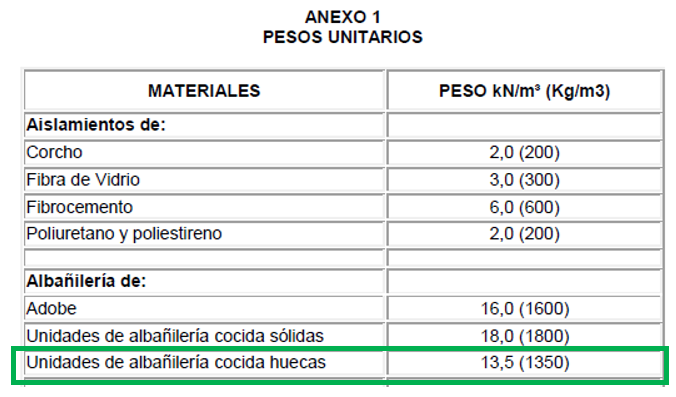 ANEXO 1
PESOS UNITARIOS
MATERIALES PESO kN/m³ (Kg/m3)
Aislamientos de:
Corcho 2,0 (200)
Fibra de Vidrio 3,0 (300)
Fibrocemento 6,0 (600)
Poliuretano y poliestireno 2,0 (200)
Albañilería de:
Adobe 16,0 (1600)
Unidades de albañilería cocida sólidas 18,0 (1800)
Unidades de albañilería cocida huecas 13,5 (1350)